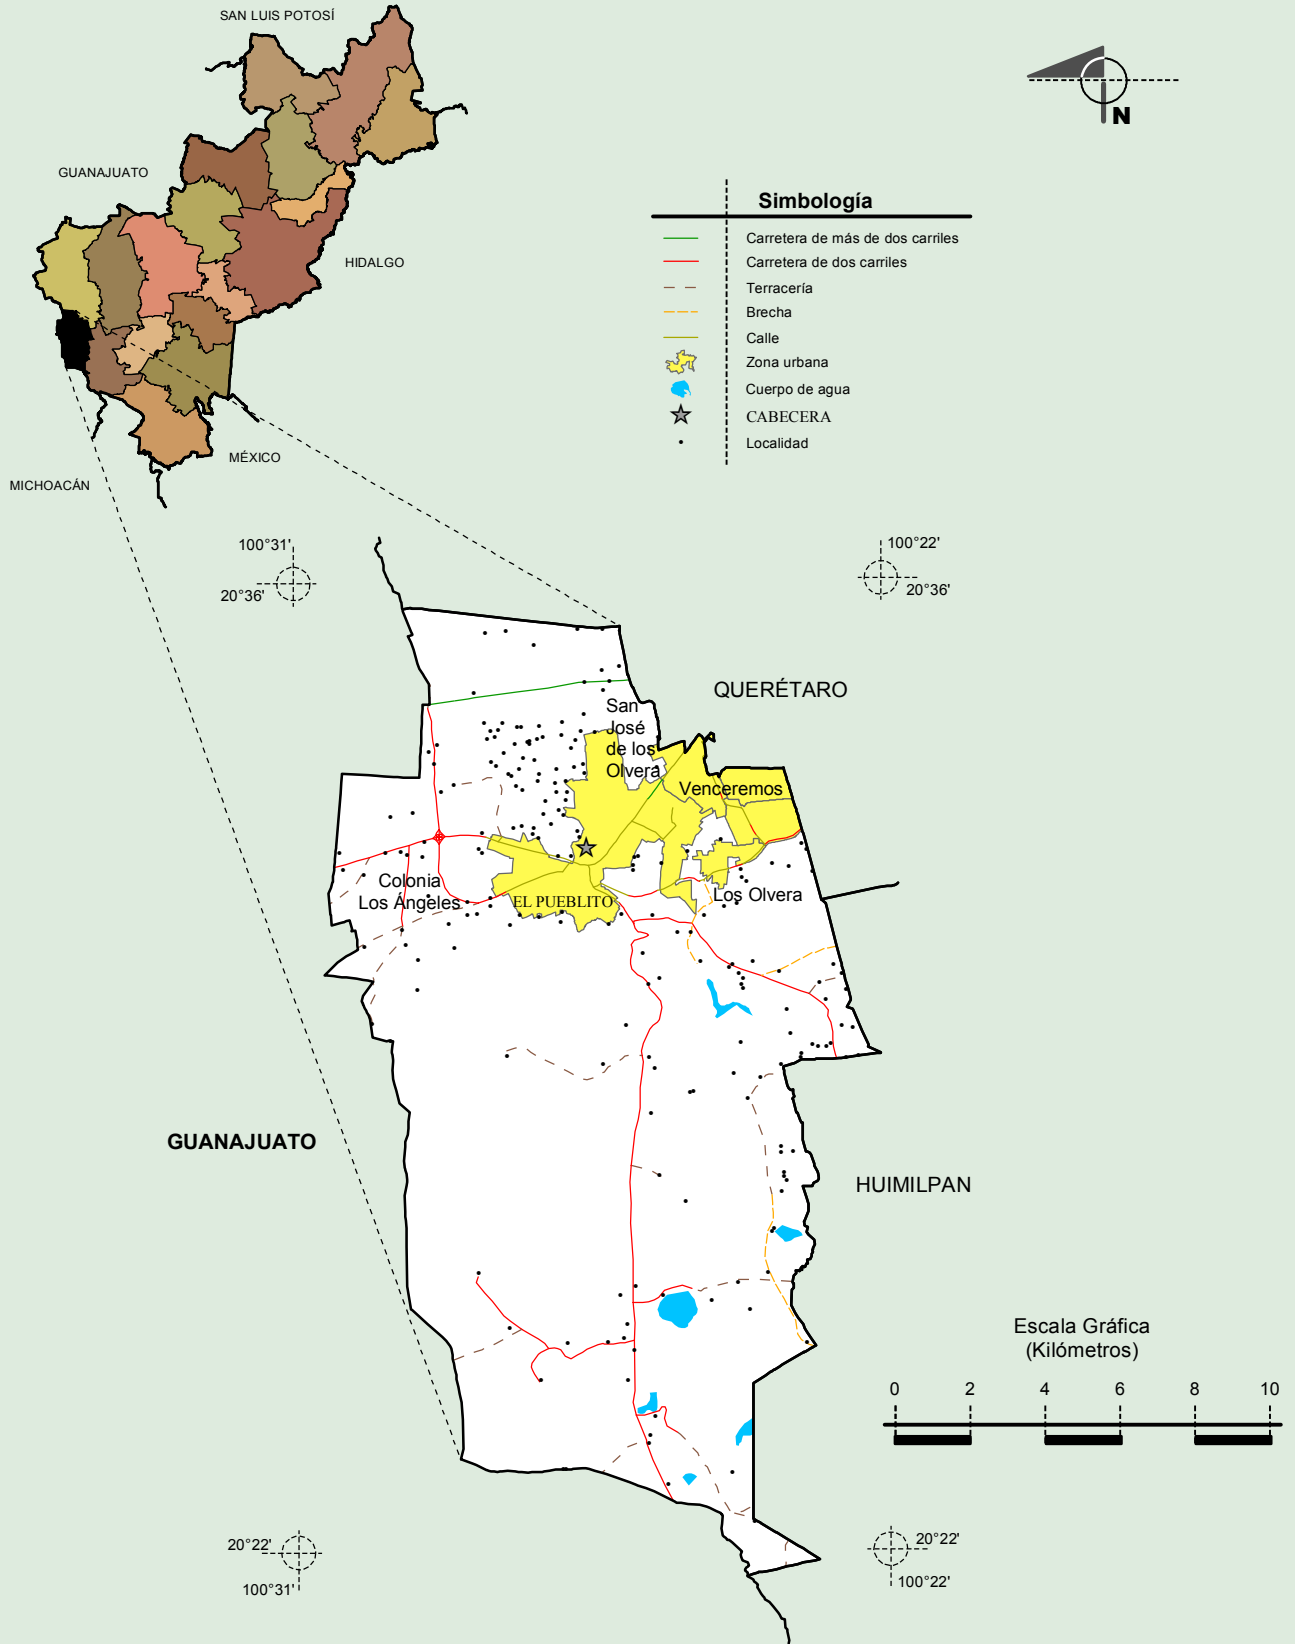 SAN LUIS POTOSÍ
GUANAJUATO
HIDALGO
MÉXICO
MICHOACÁN
N
Simbología
Carretera de más de dos carriles
Carretera de dos carriles
Terracería
Brecha
Calle
Zona urbana
Cuerpo de agua
CABECERA
Localidad
100°31'
20°36'
100°22'
20°36'
QUERÉTARO
San
José
de los
Olvera
Venceremos
Colonia
Los Ángeles
EL PUEBLITO
Los Olvera
GUANAJUATO
HUIMILPAN
Escala Gráfica
(Kilómetros)
0 2 4 6 8 10
20°22'
100°31'
20°22'
100°22'